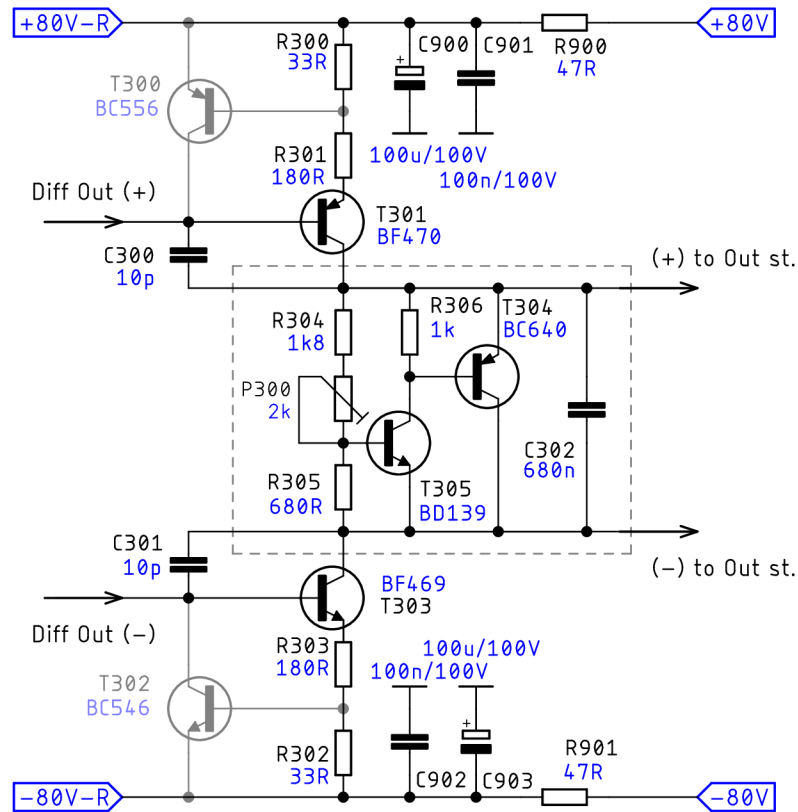 +80V-R
+80V
R300
33R
C900
C901
R900
47R
T300
BC556
R301
180R
100u/100V
100n/100V
Diff Out (+)
T301
BF470
C300
10p
(+) to Out st.
R304
1k8
R306
1k
T304
BC640
P300
2k
C302
680n
R305
680R
T305
BD139
C301
10p
(-) to Out st.
BF469
T303
Diff Out (-)
R303
180R
100u/100V
100n/100V
T302
BC546
R302
33R
C902
C903
R901
47R
-80V-R
-80V
+
+